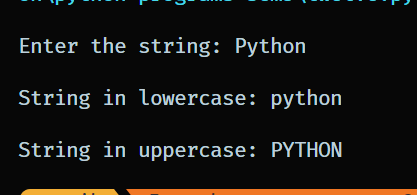 Enter the string: Python
String in lowercase: python
String in uppercase: PYTHON